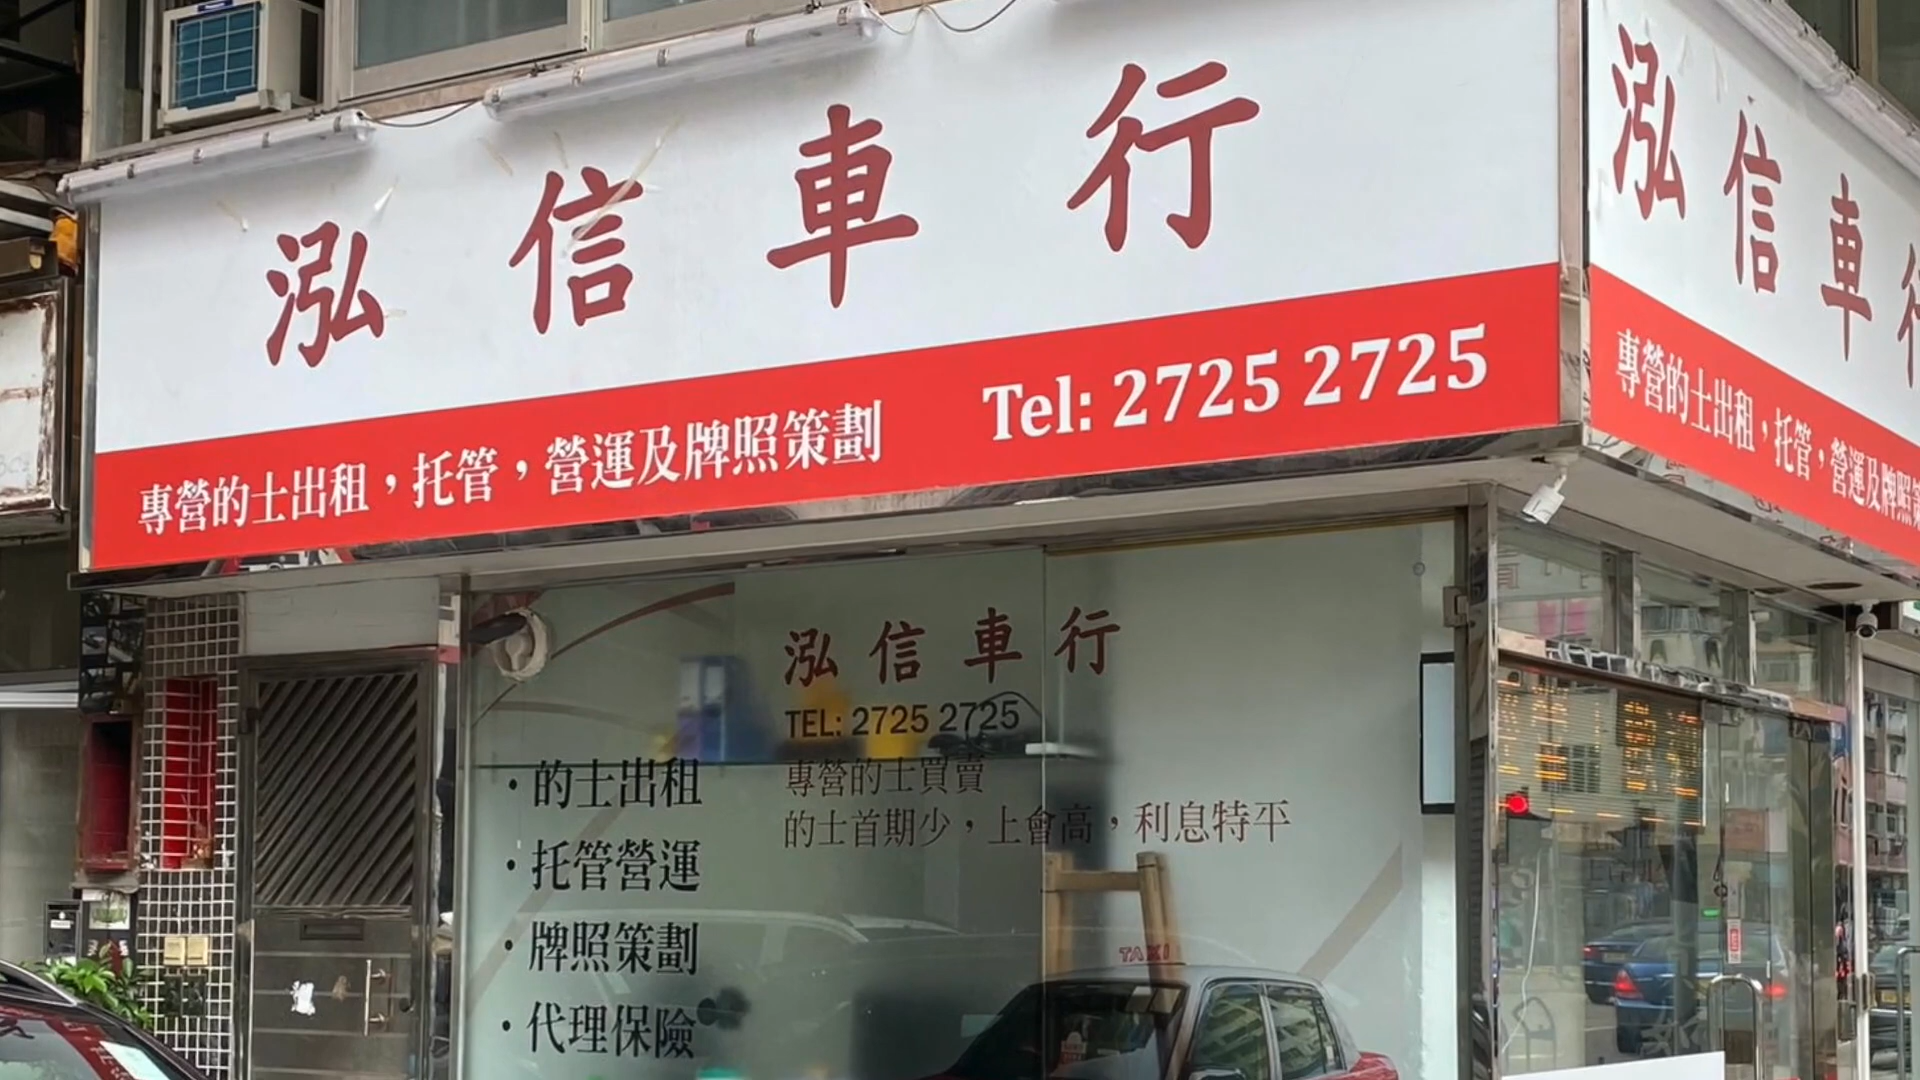 泓信車行
專營的士出租，托管，營運及牌照策劃 Tel: 2725 2725
泓信車行
專營的士出租，托管，營運及牌照策
泓信車行
TEL: 2725 2725
專營的士買賣
的士首期少，上會高，利息特平
·的士出租
·托管營運
·牌照策劃
·代理保險
TAXI